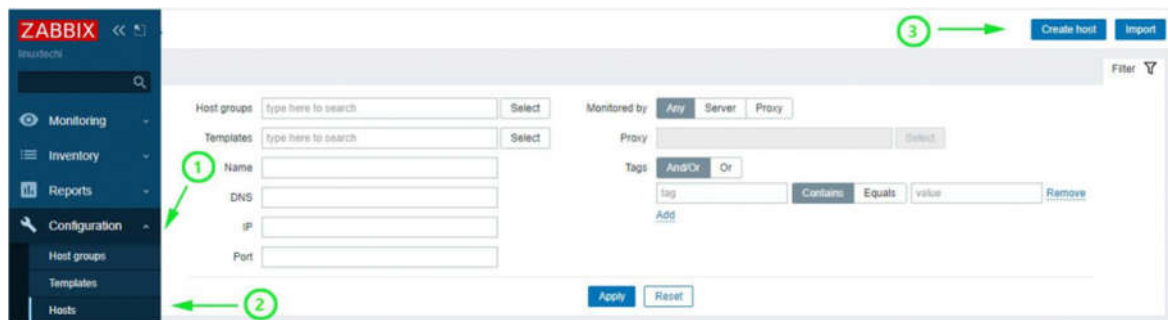 ZABBIX
linuxtechi
Monitoring
Inventory
Reports
Configuration
Host groups
Templates
Hosts
1
2
3
Create host
Import
Filter
Host groups type here to search Select
Templates type here to search Select
Name
DNS
IP
Port
Monitored by Any Server Proxy
Proxy Select
Tags And/Or Or
tag Contains Equals value Remove
Add
Apply Reset